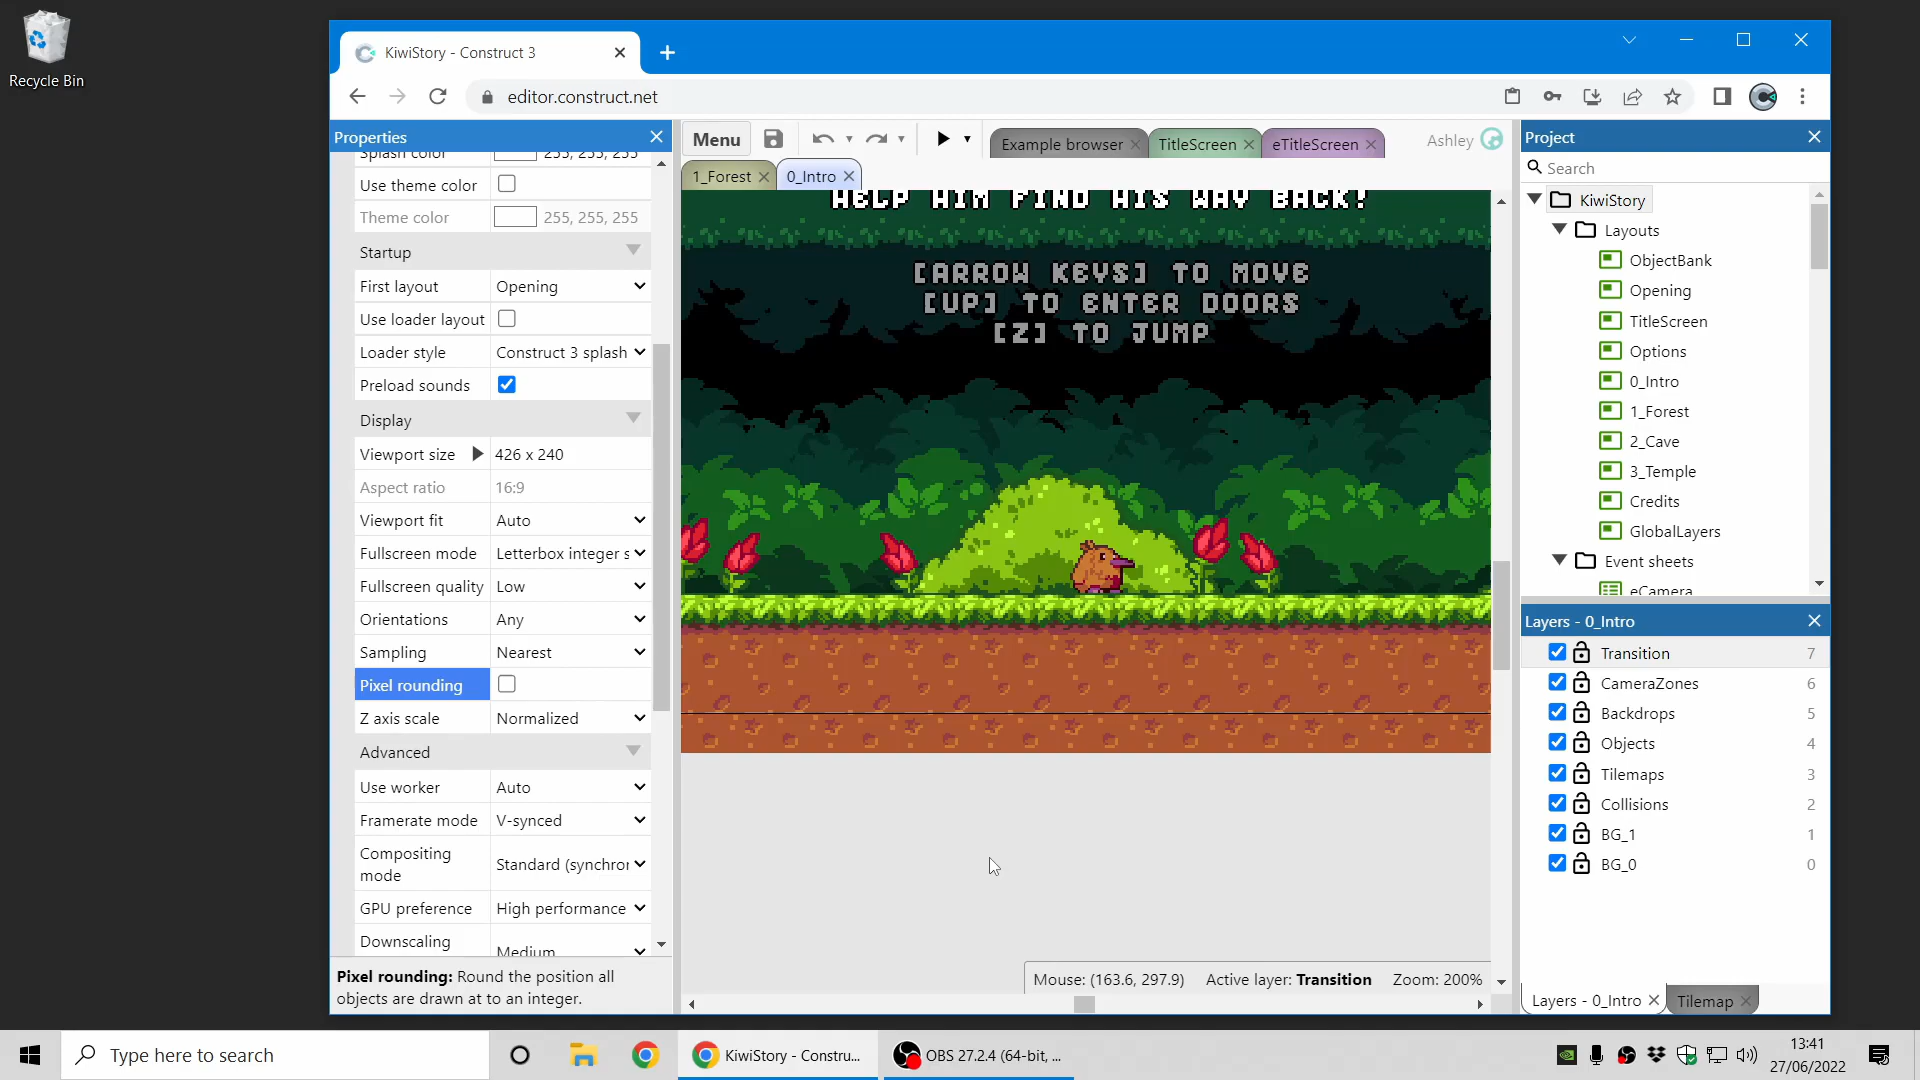 Recycle Bin
KiwiStory - Construct 3
editor.construct.net
Properties
Splash color 255, 255, 255
Use theme color
Theme color 255, 255, 255
Startup
First layout Opening
Use loader layout
Loader style Construct 3 splash
Preload sounds
Display
Viewport size 426 x 240
Aspect ratio 16:9
Viewport fit Auto
Fullscreen mode Letterbox integer s
Fullscreen quality Low
Orientations Any
Sampling Nearest
Pixel rounding
Z axis scale Normalized
Advanced
Use worker Auto
Framerate mode V-synced
Compositing mode Standard (synchror
GPU preference High performance
Downscaling Medium
Pixel rounding: Round the position all
objects are drawn at to an integer.
Menu
Example browser
TitleScreen
eTitleScreen
Ashley
1_Forest
0_Intro
HELP HIM FIND HIS WAY BACK!
[ARROW KEYS] TO MOVE
[UP] TO ENTER DOORS
[Z] TO JUMP
Mouse: (163.6, 297.9) Active layer: Transition Zoom: 200%
Project
Search
KiwiStory
Layouts
ObjectBank
Opening
TitleScreen
Options
0_Intro
1_Forest
2_Cave
3_Temple
Credits
GlobalLayers
Event sheets
eCamera
Layers - 0_Intro
Transition 7
CameraZones 6
Backdrops 5
Objects 4
Tilemaps 3
Collisions 2
BG_1 1
BG_0 0
Layers - 0_Intro
Tilemap
Type here to search
KiwiStory - Constru...
OBS 27.2.4 (64-bit, ...
13:41
27/06/2022